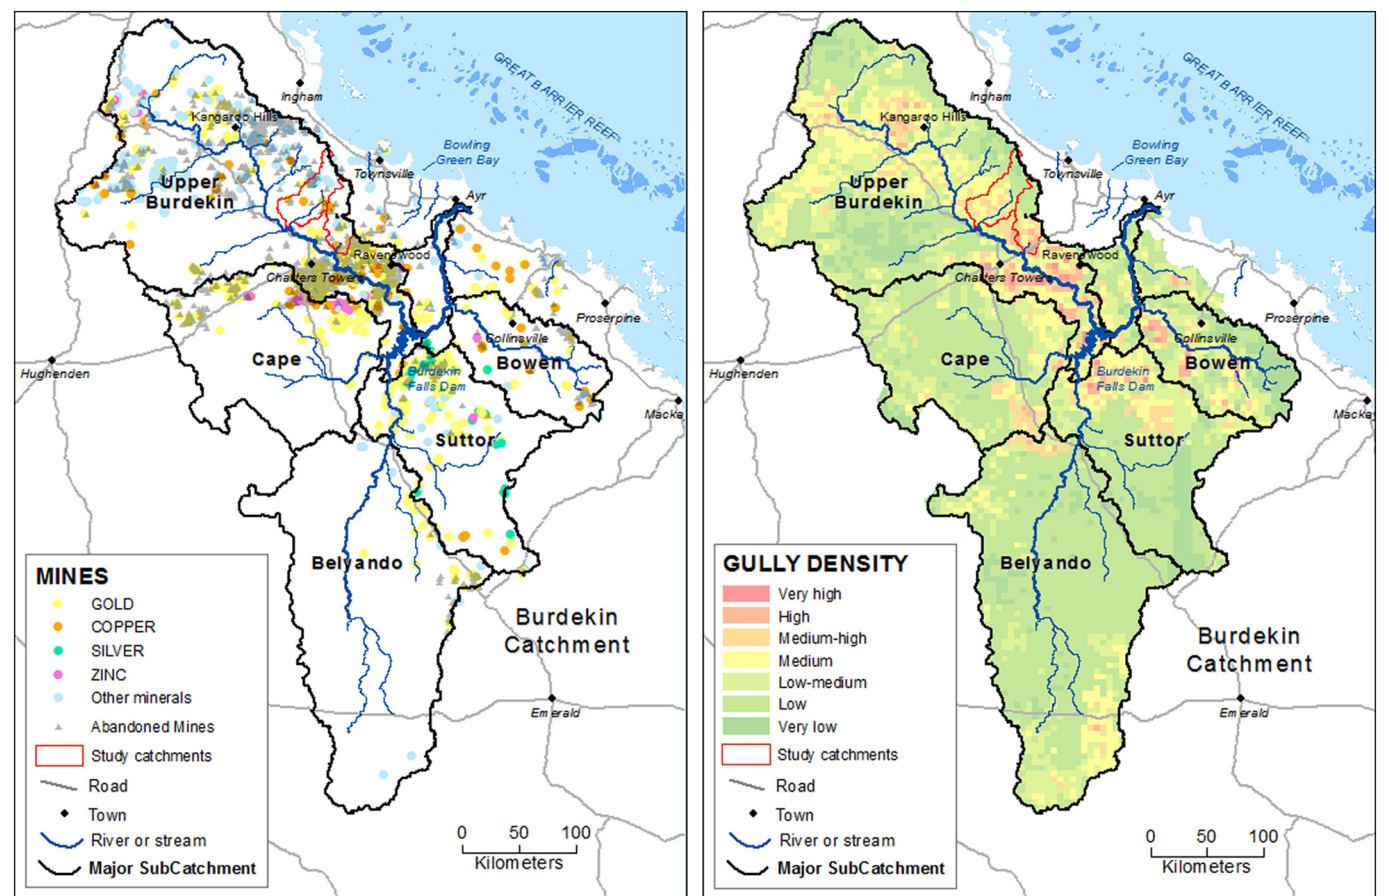 GREAT BARRIER REEF
Ingham
Kangaroo Hills
Bowling
Green Bay
Townsville
Upper
Burdekin
Ayr
Ravenswood
Charters Towers
Proserpine
Collinsville
Cape
Bowen
Hughenden
Burdekin
Falls Dam
Macka
Suttor
Belyando
MINES
GOLD
COPPER
SILVER
ZINC
Other minerals
Abandoned Mines
Study catchments
Road
Town
River or stream
Major SubCatchment
Burdekin
Catchment
Emerald
0 50 100
Kilometers
GREAT BARRIER REEF
Ingham
Kangaroo Hills
Bowling
Green Bay
Townsville
Upper
Burdekin
Ayr
Ravenswood
Charters Towers
Proserpine
Collinsville
Cape
Bowen
Hughenden
Burdekin
Falls Dam
Macka
Suttor
Belyando
GULLY DENSITY
Very high
High
Medium-high
Medium
Low-medium
Low
Very low
Study catchments
Road
Town
River or stream
Major SubCatchment
Burdekin
Catchment
Emerald
0 50 100
Kilometers